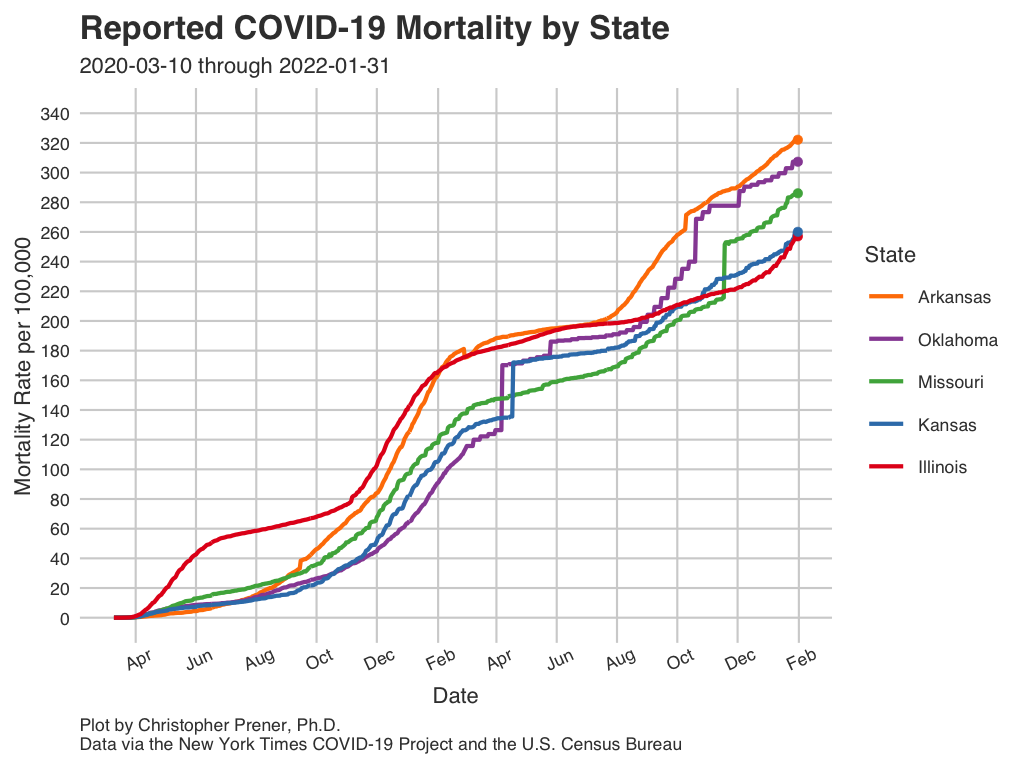 Reported COVID-19 Mortality by State
2020-03-10 through 2022-01-31
Mortality Rate per 100,000
340
320
300
280
260
240
220
200
180
160
140
120
100
80
60
40
20
0
Apr Jun Aug Oct Dec Feb Apr Jun Aug Oct Dec Feb
Date
State
Arkansas
Oklahoma
Missouri
Kansas
Illinois
Plot by Christopher Prener, Ph.D.
Data via the New York Times COVID-19 Project and the U.S. Census Bureau